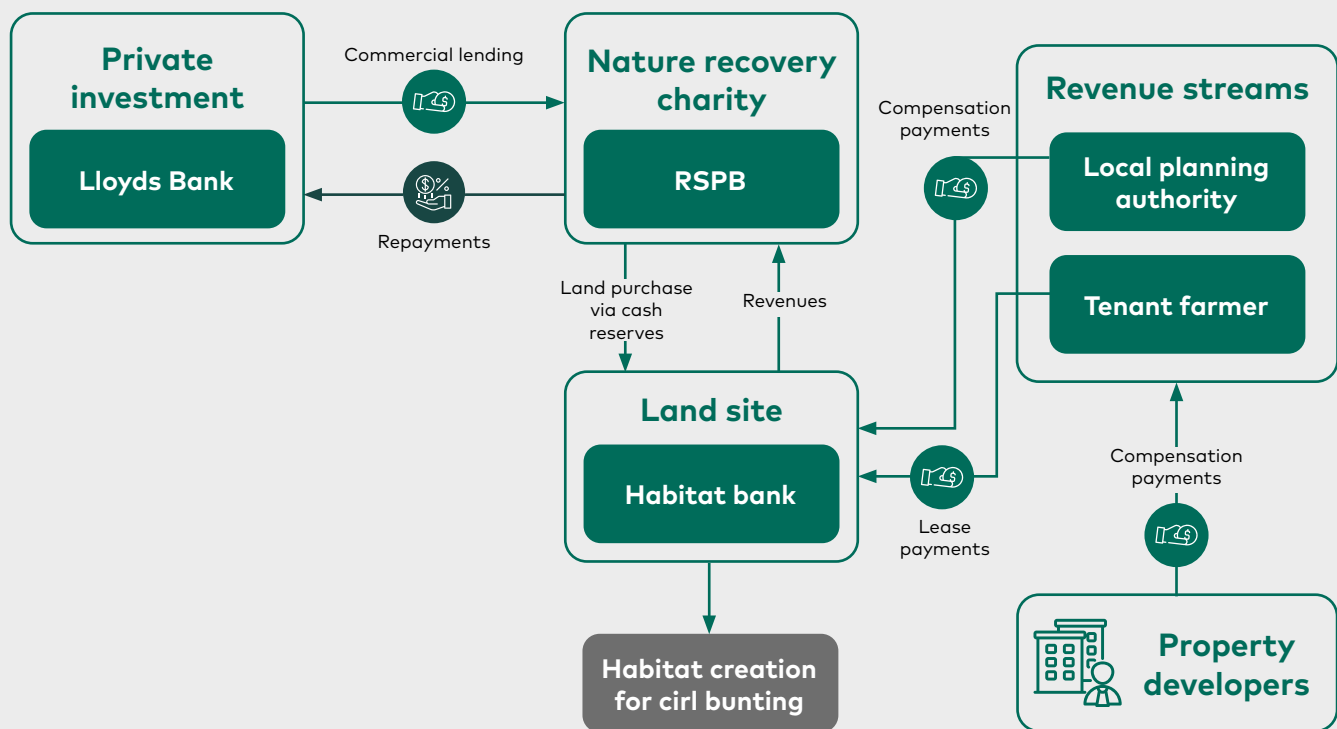 Private
investment
Lloyds Bank
Commercial lending
Repayments
Nature recovery
charity
RSPB
Land purchase
via cash
reserves
Revenues
Land site
Habitat bank
Habitat creation
for cirl bunting
Compensation
payments
Lease
payments
Revenue streams
Local planning
authority
Tenant farmer
Compensation
payments
Property
developers